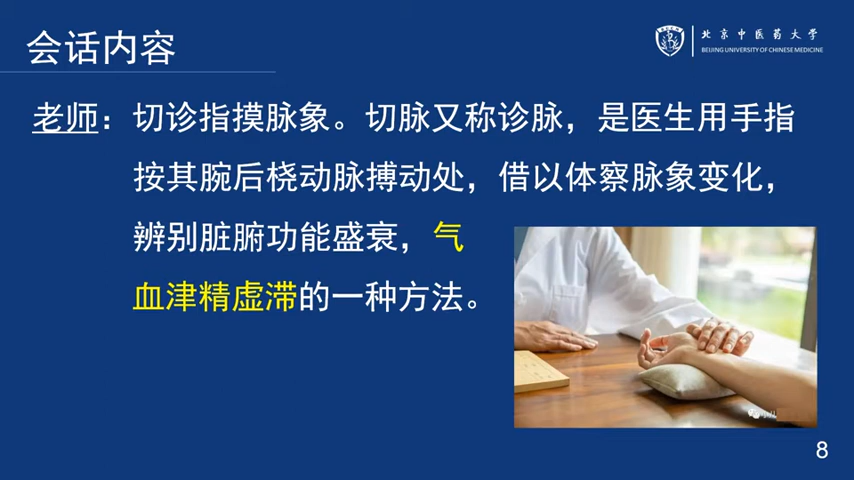 会话内容
北京中医药大学
BEIJING UNIVERSITY OF CHINESE MEDICINE
老师：切诊指摸脉象。切脉又称诊脉，是医生用手指
按其腕后桡动脉搏动处，借以体察脉象变化，
辨别脏腑功能盛衰，气
血津精虚滞的一种方法。
8